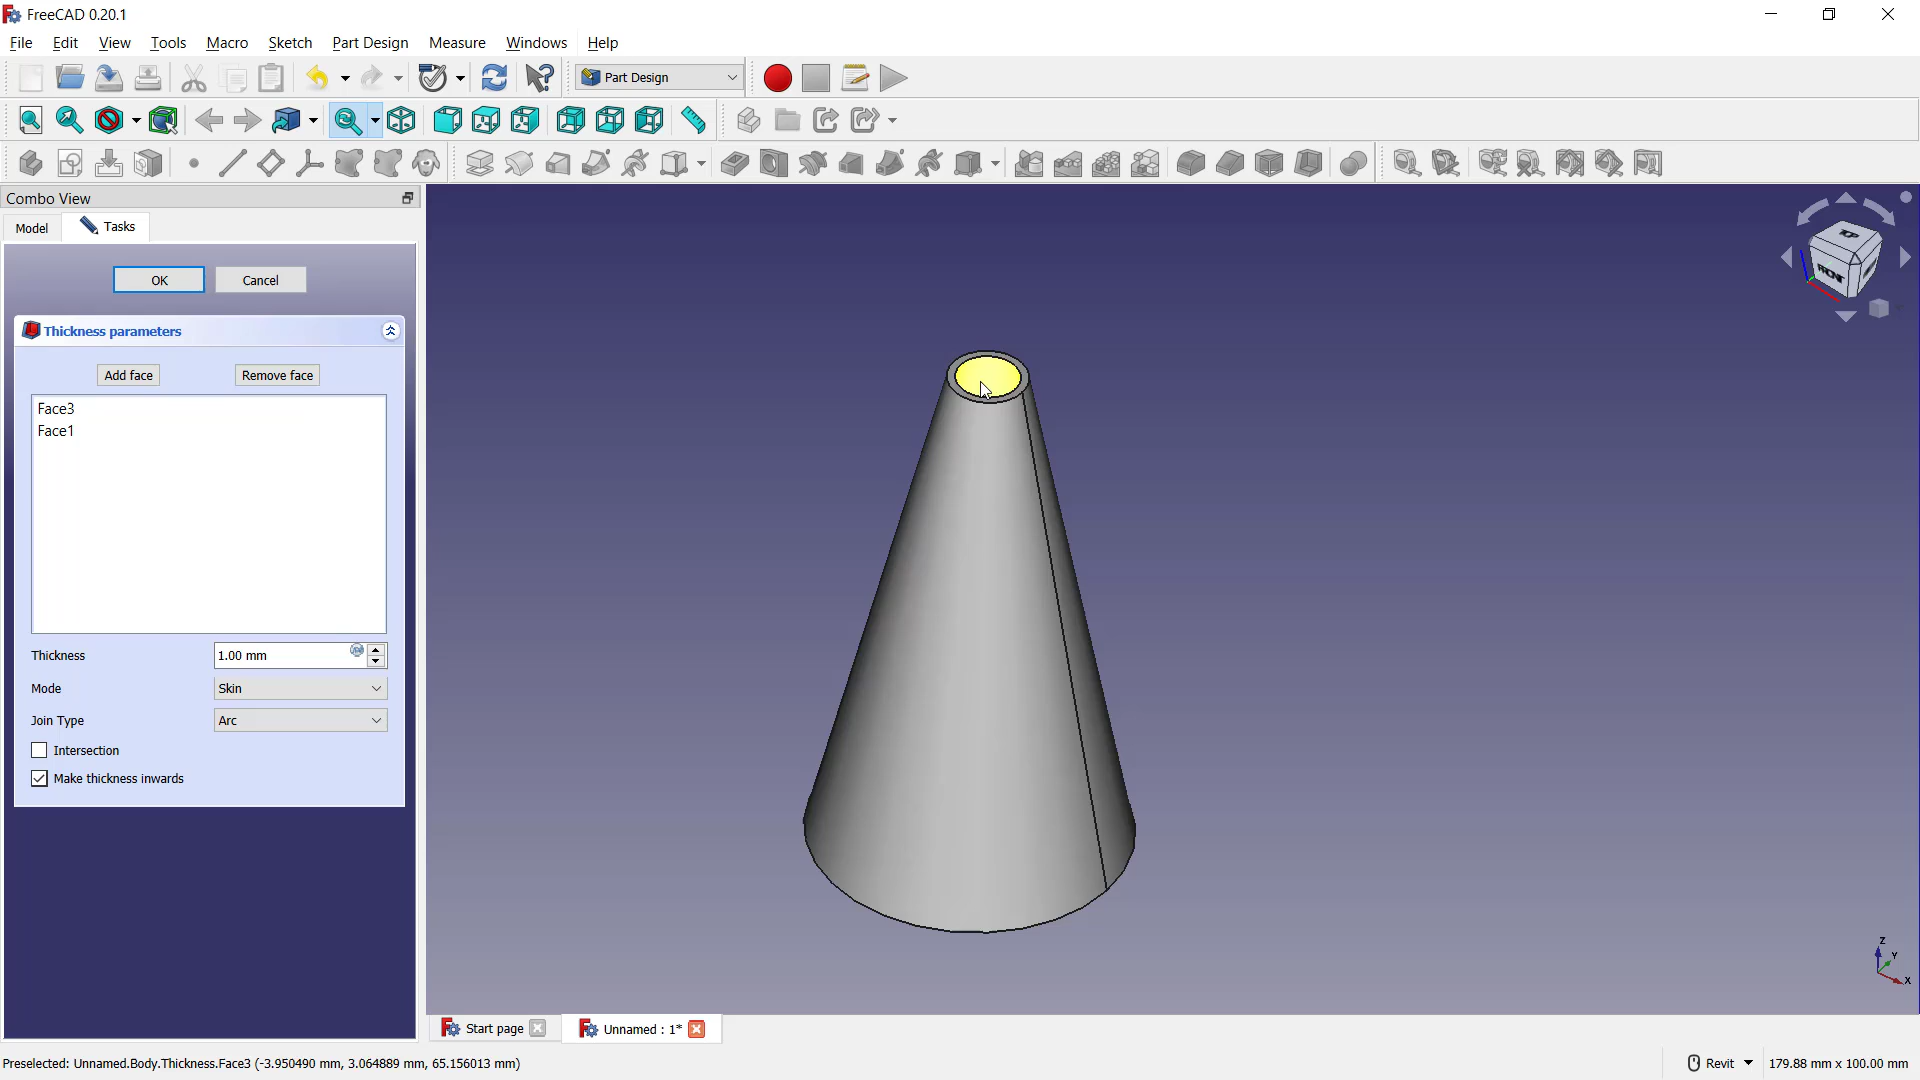 FreeCAD 0.20.1
File Edit View Tools Macro Sketch Part Design Measure Windows Help
Part Design
Combo View
Model Tasks
OK Cancel
Thickness parameters
Add face Remove face
Face3
Face1
Thickness 1.00 mm
Mode Skin
Join Type Arc
Intersection
Make thickness inwards
TOP
FRONT
Z
Y
X
Start page Unnamed : 1*
Preselected: Unnamed.Body.Thickness.Face3 (-3.950490 mm, 3.064889 mm, 65.156013 mm) Revit 179.88 mm x 100.00 mm